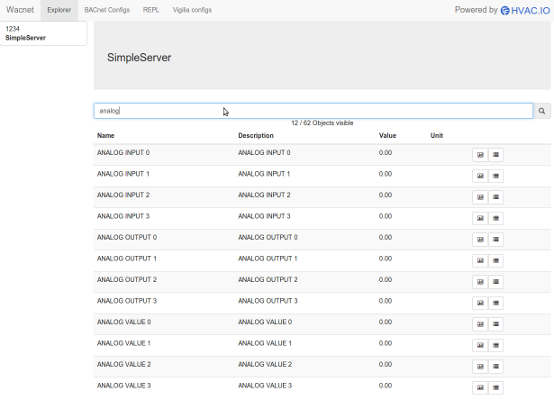 Wacnet Explorer BACnet Configs REPL Vigilia configs Powered by HVAC.IO
1234
SimpleServer
SimpleServer
analog
12 / 62 Objects visible
Name Description Value Unit
ANALOG INPUT 0 ANALOG INPUT 0 0.00
ANALOG INPUT 1 ANALOG INPUT 1 0.00
ANALOG INPUT 2 ANALOG INPUT 2 0.00
ANALOG INPUT 3 ANALOG INPUT 3 0.00
ANALOG OUTPUT 0 ANALOG OUTPUT 0 0.00
ANALOG OUTPUT 1 ANALOG OUTPUT 1 0.00
ANALOG OUTPUT 2 ANALOG OUTPUT 2 0.00
ANALOG OUTPUT 3 ANALOG OUTPUT 3 0.00
ANALOG VALUE 0 ANALOG VALUE 0 0.00
ANALOG VALUE 1 ANALOG VALUE 1 0.00
ANALOG VALUE 2 ANALOG VALUE 2 0.00
ANALOG VALUE 3 ANALOG VALUE 3 0.00